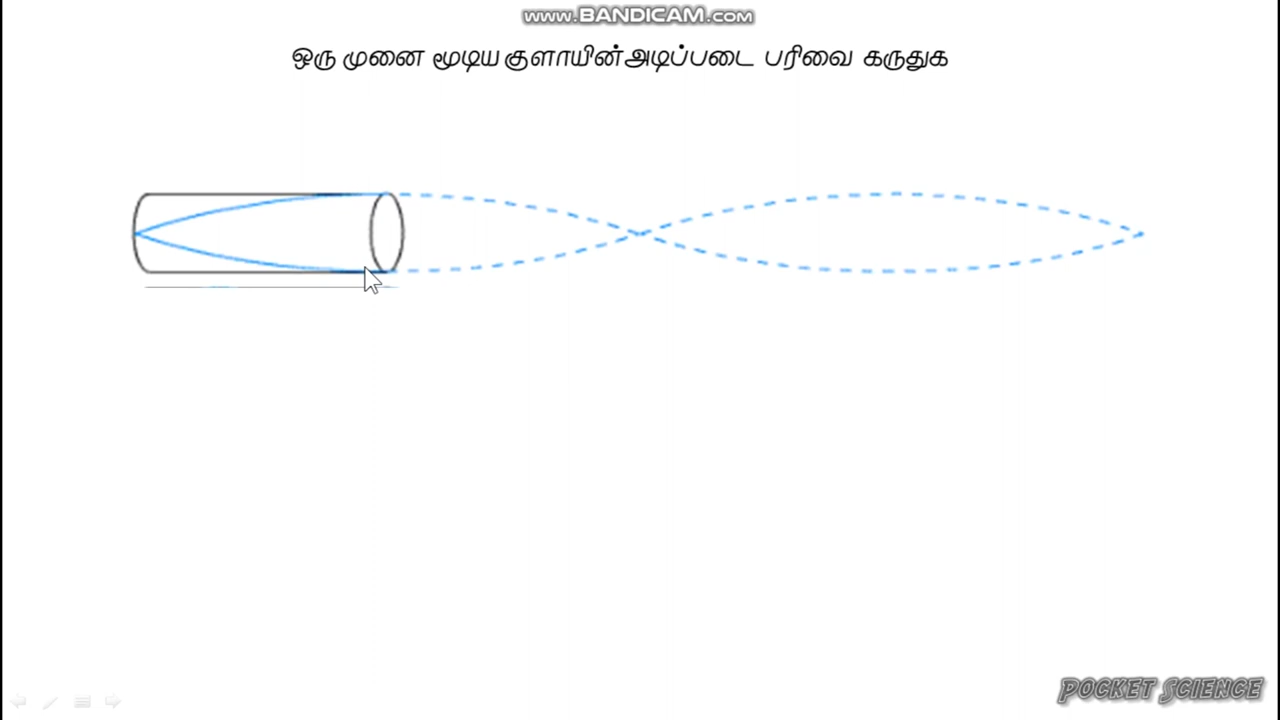 www.BANDICAM.com
ஒரு முனை மூடிய குளாயின் அடிப்படை பரிவை கருதுக
POCKET SCIENCE